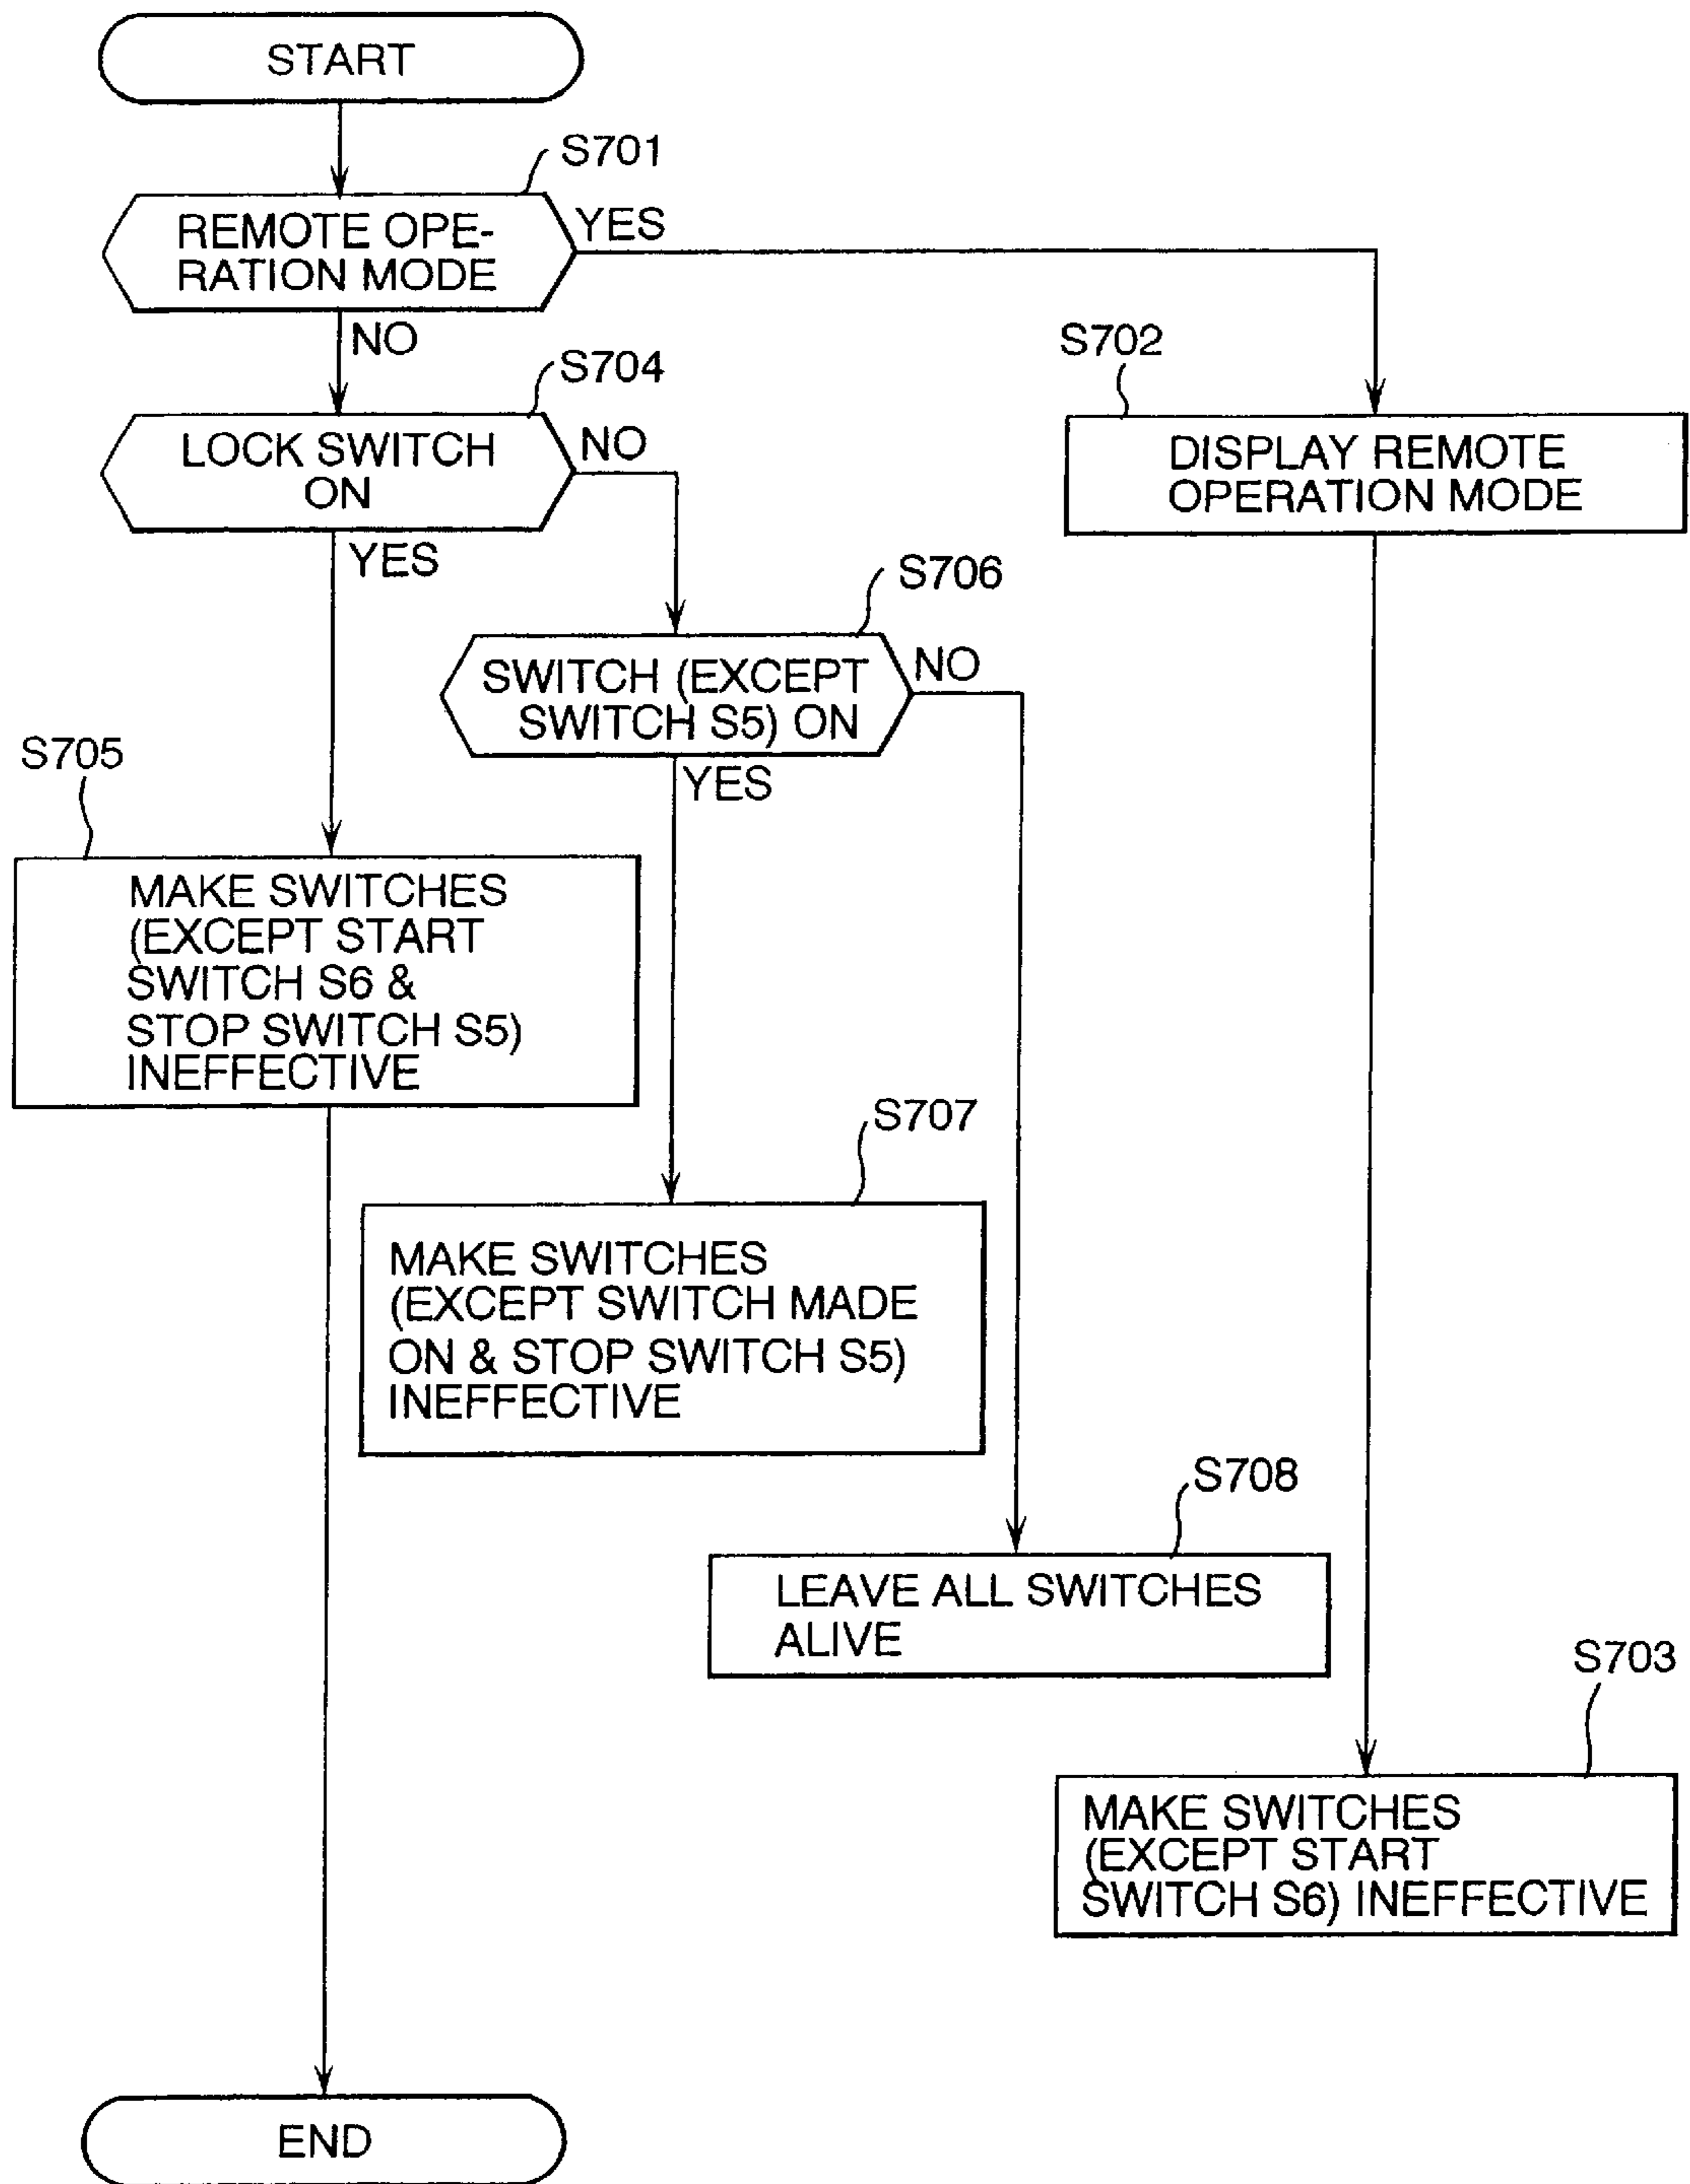 START
S701
REMOTE OPE-
RATION MODE
YES
NO
S704
S702
LOCK SWITCH
ON
NO
YES
DISPLAY REMOTE
OPERATION MODE
S706
SWITCH (EXCEPT
SWITCH S5) ON
NO
YES
S705
MAKE SWITCHES
(EXCEPT START
SWITCH S6 &
STOP SWITCH S5)
INEFFECTIVE
S707
MAKE SWITCHES
(EXCEPT SWITCH MADE
ON & STOP SWITCH S5)
INEFFECTIVE
S708
LEAVE ALL SWITCHES
ALIVE
S703
MAKE SWITCHES
(EXCEPT START
SWITCH S6) INEFFECTIVE
END